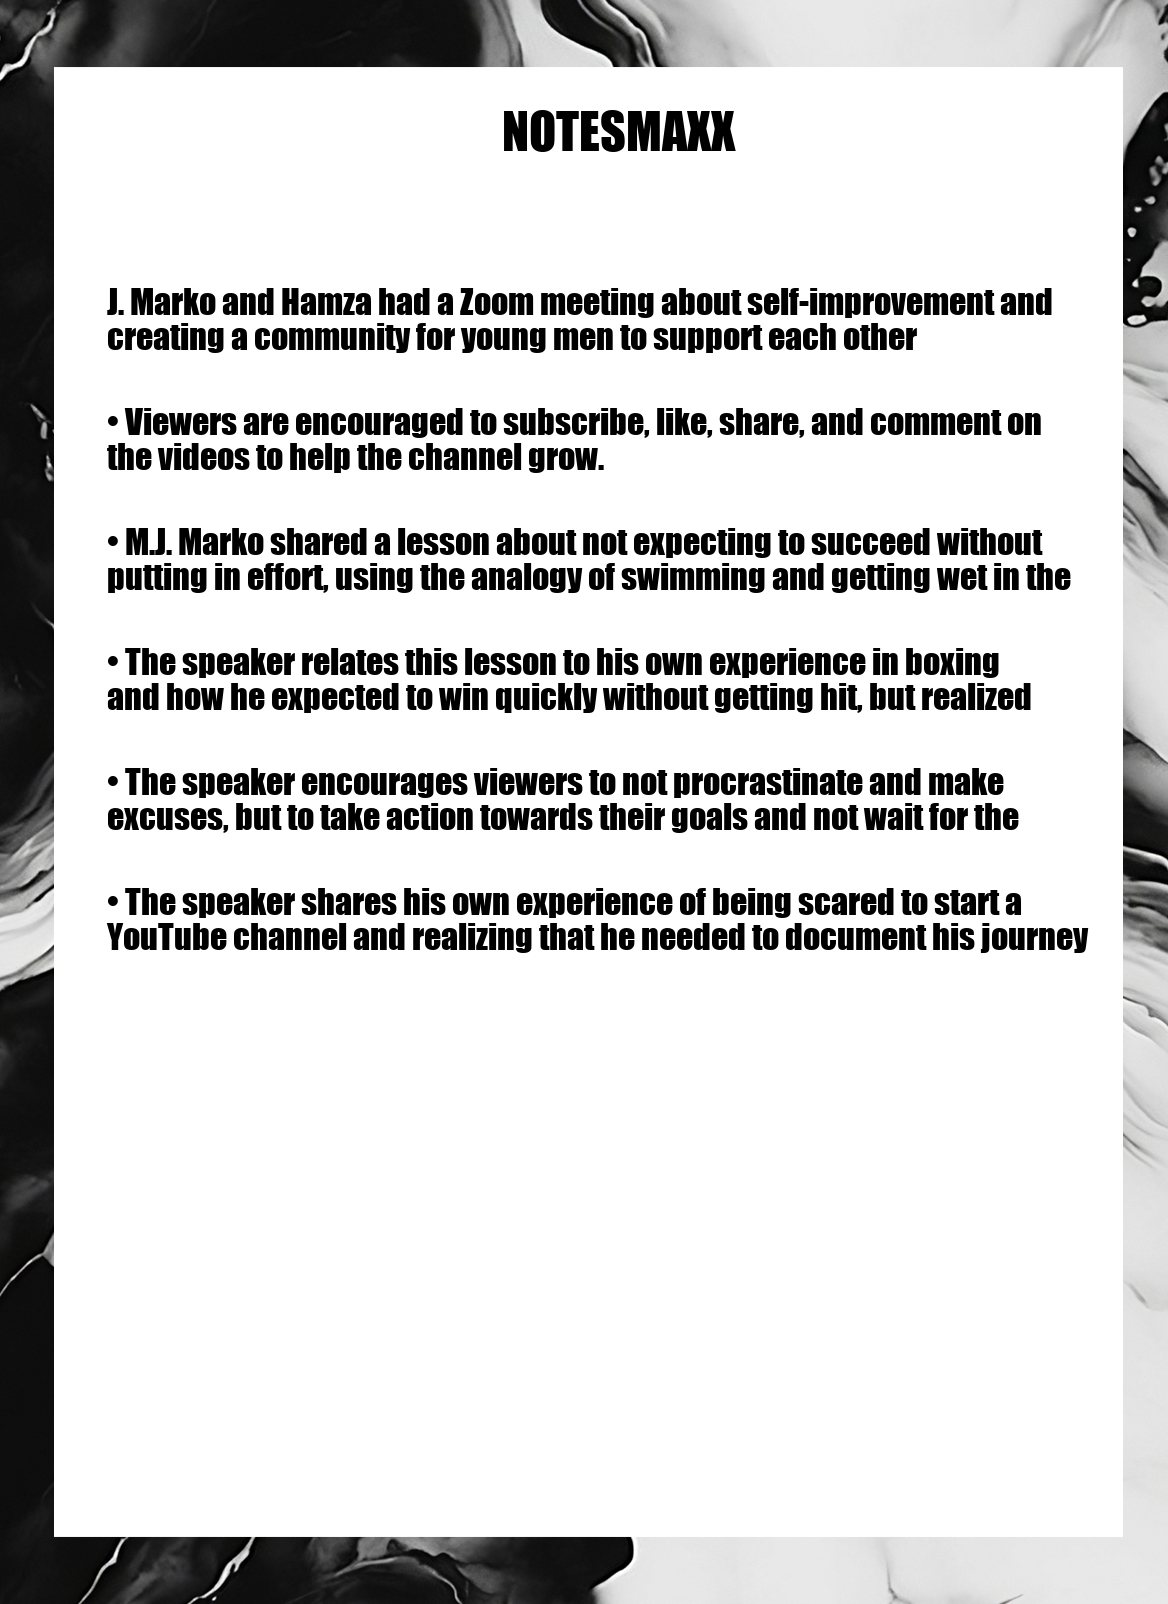 NOTESMAXX
J. Marko and Hamza had a Zoom meeting about self-improvement and
creating a community for young men to support each other
• Viewers are encouraged to subscribe, like, share, and comment on
the videos to help the channel grow.
• M.J. Marko shared a lesson about not expecting to succeed without
putting in effort, using the analogy of swimming and getting wet in the
• The speaker relates this lesson to his own experience in boxing
and how he expected to win quickly without getting hit, but realized
• The speaker encourages viewers to not procrastinate and make
excuses, but to take action towards their goals and not wait for the
• The speaker shares his own experience of being scared to start a
YouTube channel and realizing that he needed to document his journey